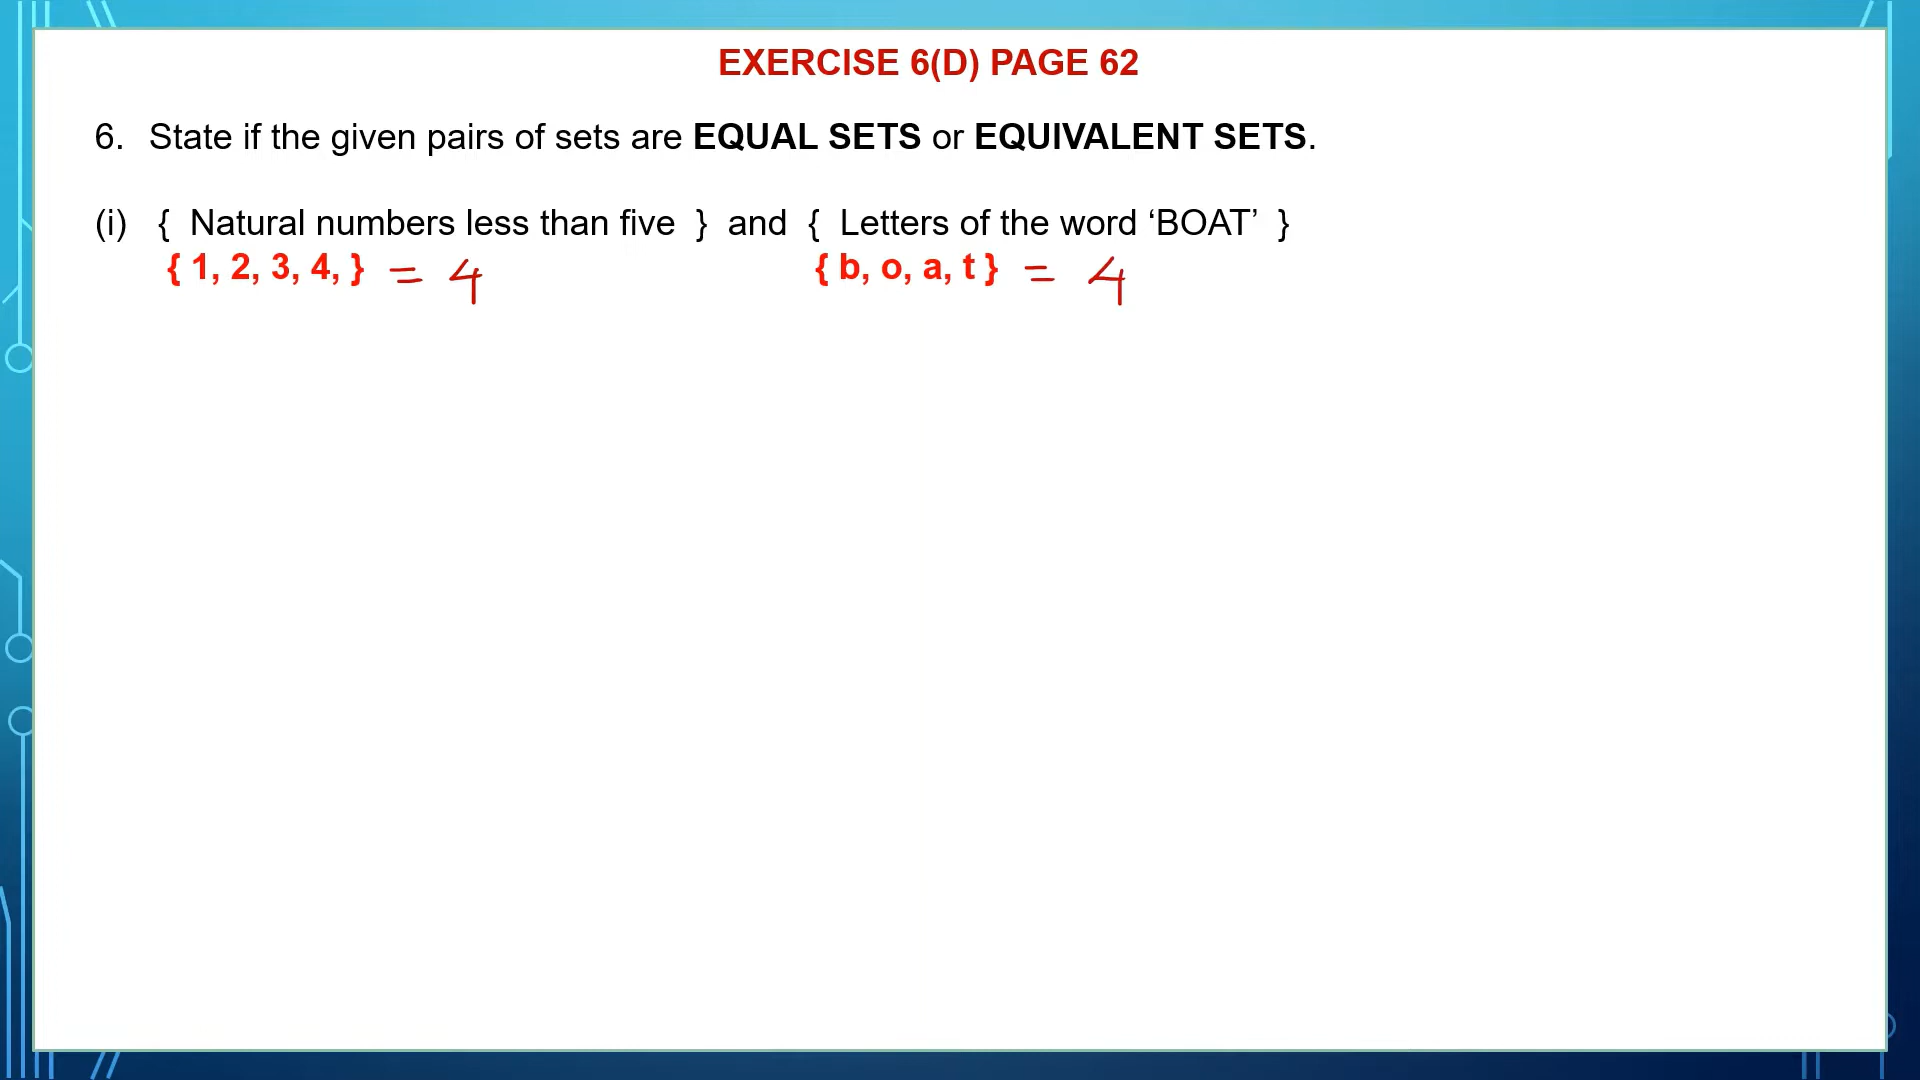 EXERCISE 6(D) PAGE 62
6. State if the given pairs of sets are EQUAL SETS or EQUIVALENT SETS.
(i) { Natural numbers less than five } and { Letters of the word ‘BOAT’ }
{ 1, 2, 3, 4, } = 4 { b, o, a, t } = 4